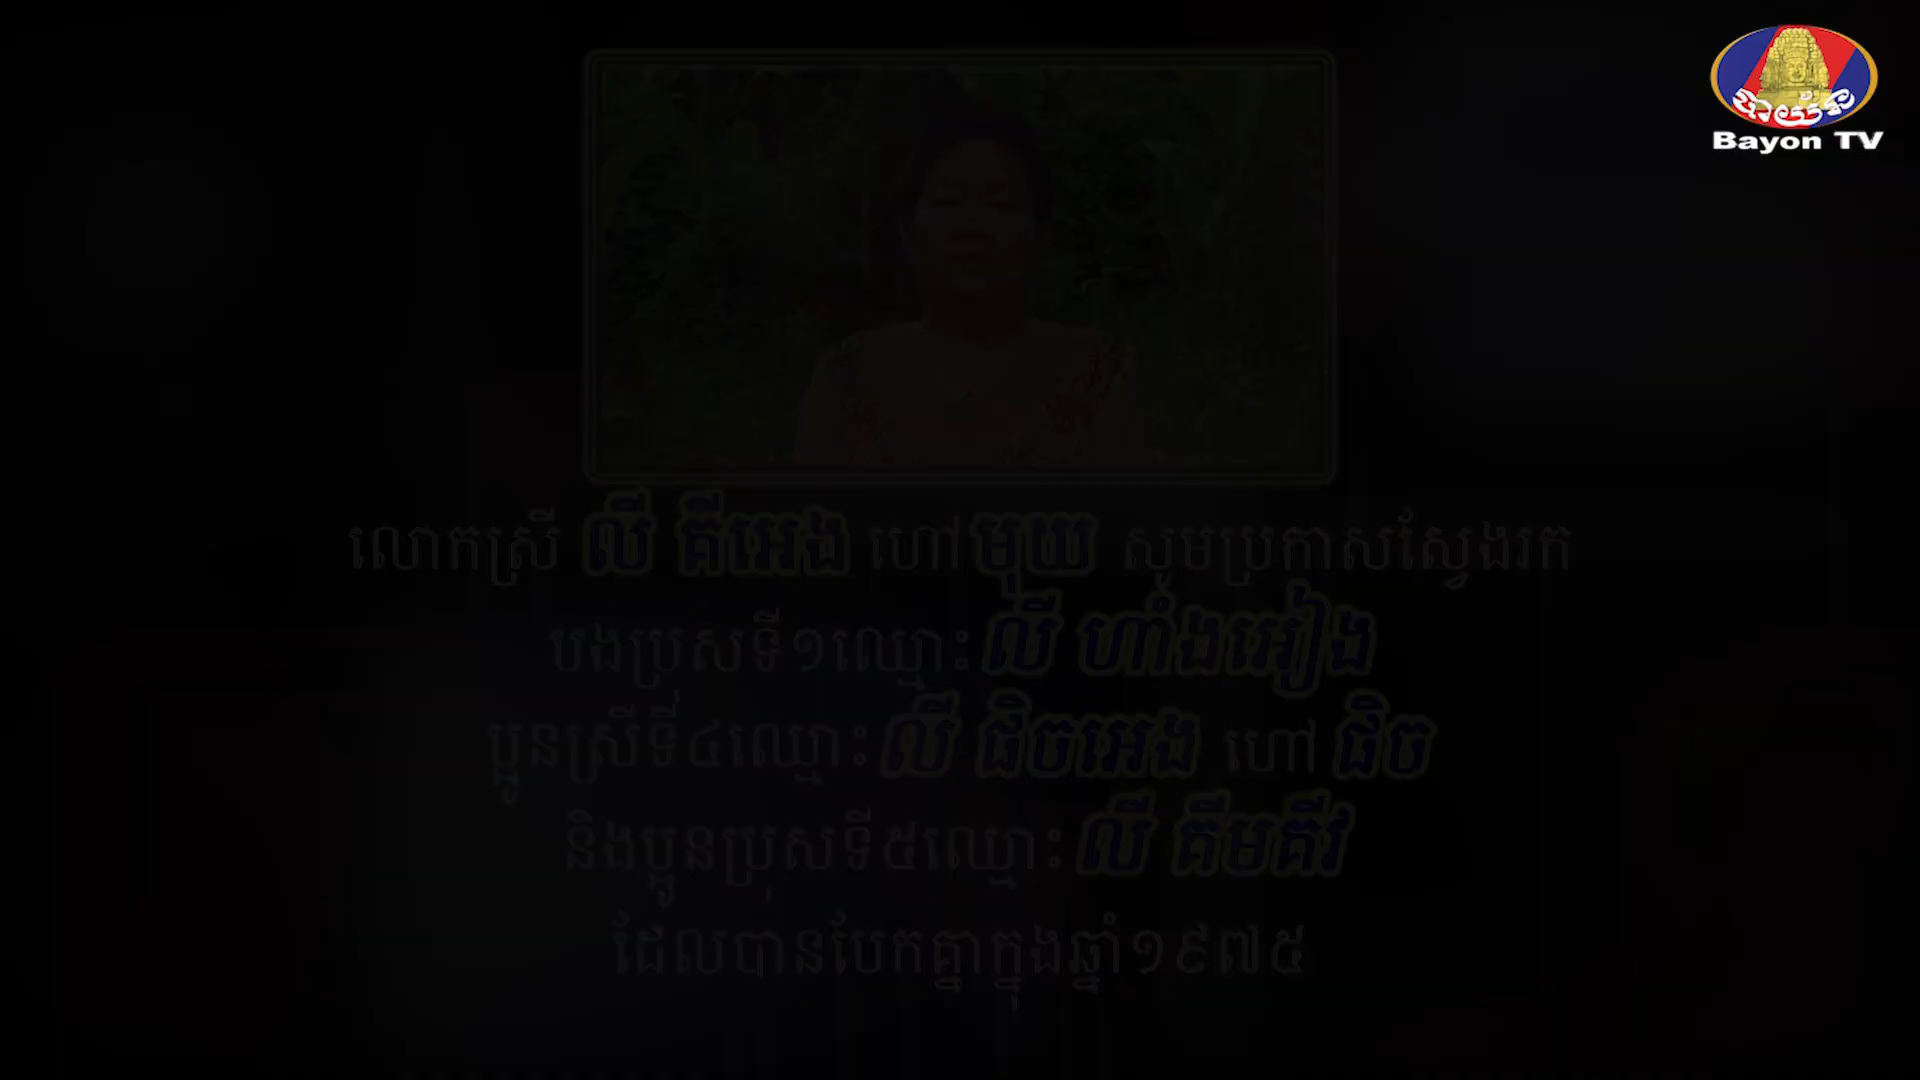 បាយ័ន
Bayon TV
លោកស្រី លី គីអេង ហៅ មុយ សូមប្រកាសស្វែងរក
បងប្រុសទី១ឈ្មោះ លី ហាំងអៀង
ប្អូនស្រីទី៤ឈ្មោះ លី ជិចអេង ហៅ ជិច
និងប្អូនប្រុសទី៥ឈ្មោះ លី គីមគីវ
ដែលបានបែកគ្នាក្នុងឆ្នាំ១៩៧៥